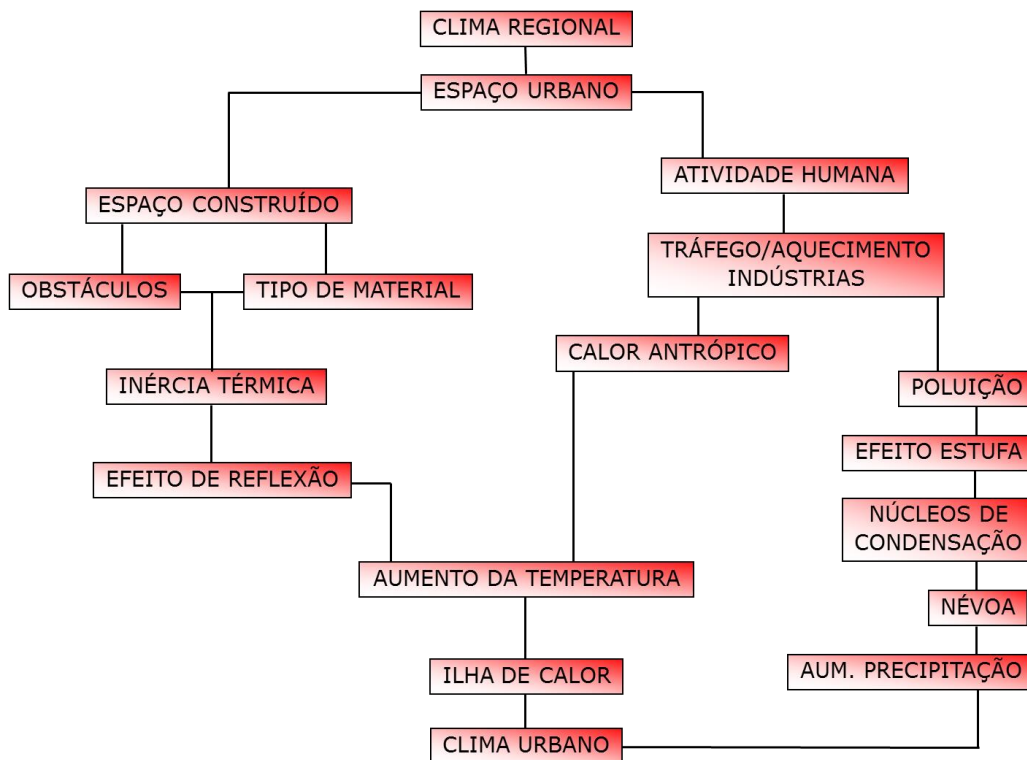 CLIMA REGIONAL
ESPAÇO URBANO
ATIVIDADE HUMANA
ESPAÇO CONSTRUÍDO
TRÁFEGO/AQUECIMENTO
INDÚSTRIAS
OBSTÁCULOS
TIPO DE MATERIAL
CALOR ANTRÓPICO
INÉRCIA TÉRMICA
POLUIÇÃO
EFEITO ESTUFA
EFEITO DE REFLEXÃO
NÚCLEOS DE
CONDENSAÇÃO
AUMENTO DA TEMPERATURA
NÉVOA
AUM. PRECIPITAÇÃO
ILHA DE CALOR
CLIMA URBANO